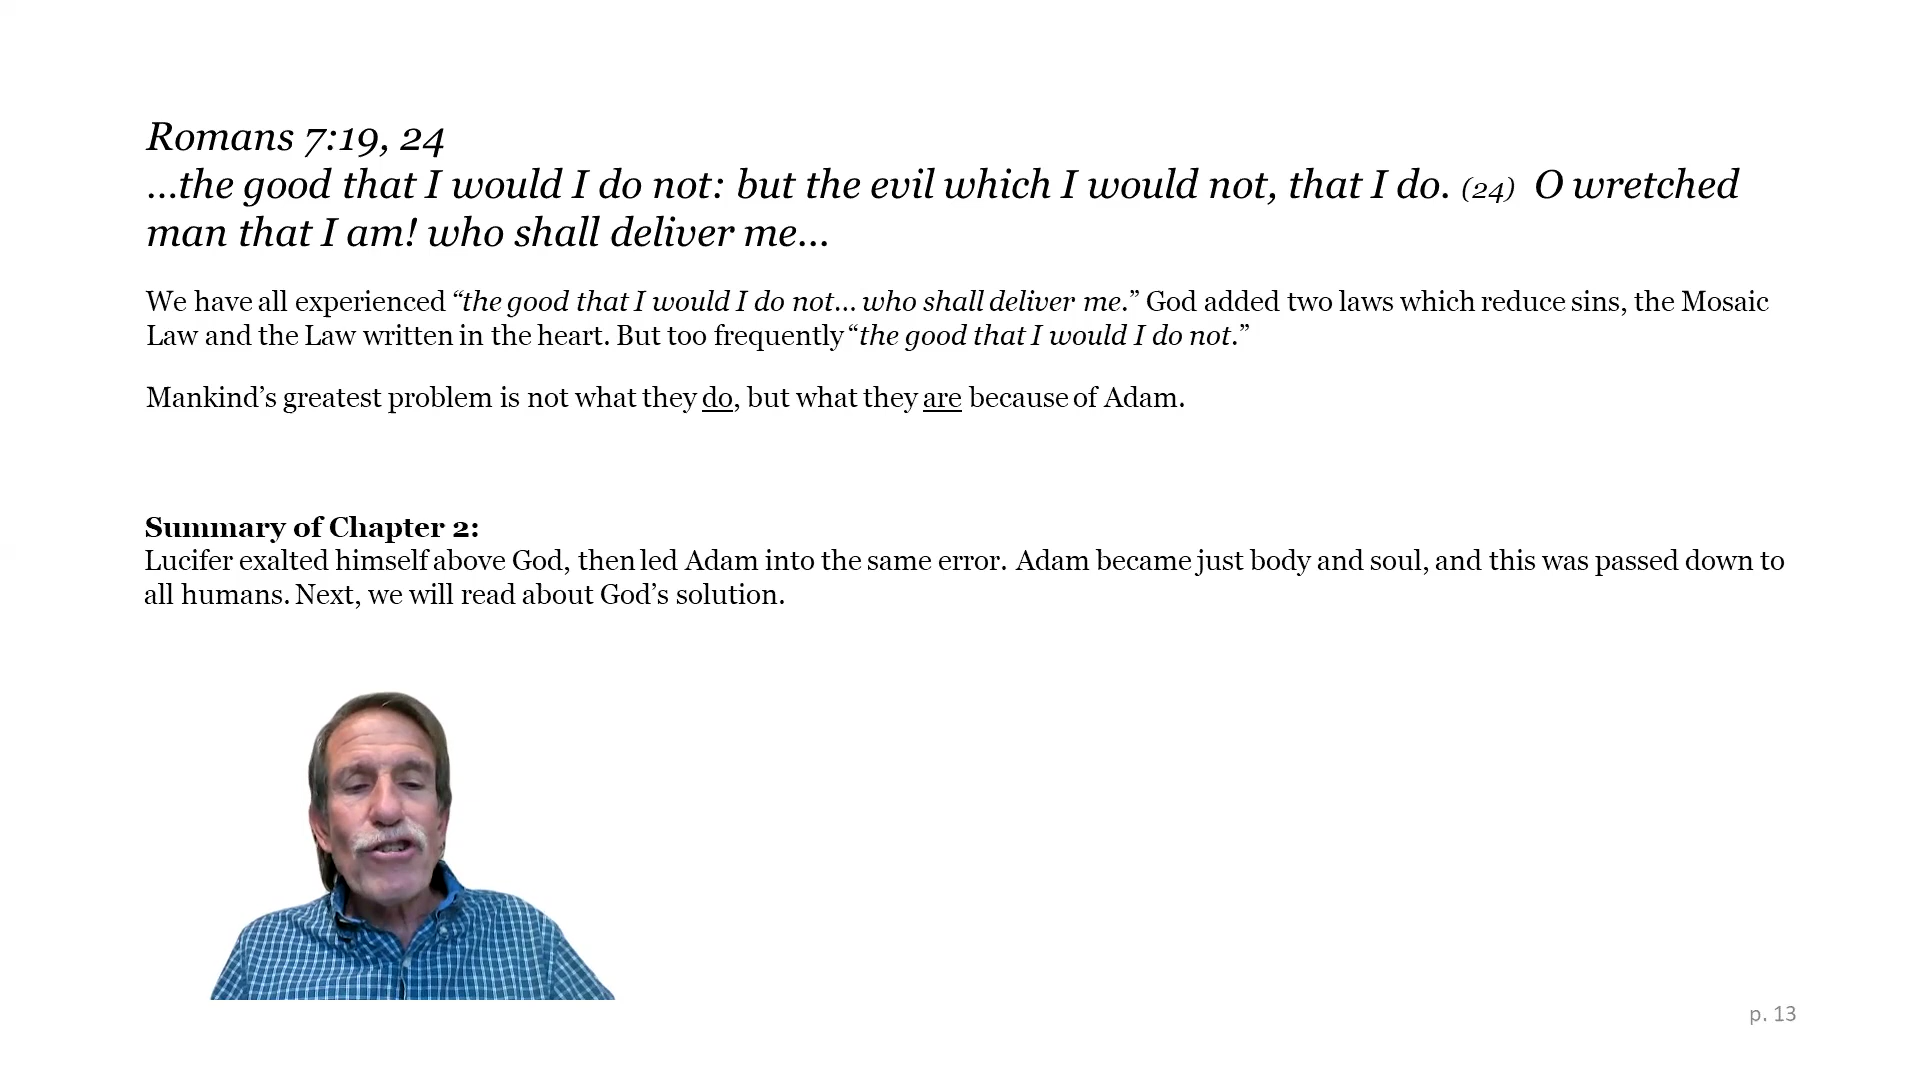 Romans 7:19, 24
…the good that I would I do not: but the evil which I would not, that I do. (24) O wretched
man that I am! who shall deliver me…
We have all experienced “the good that I would I do not… who shall deliver me.” God added two laws which reduce sins, the Mosaic
Law and the Law written in the heart. But too frequently “the good that I would I do not.”
Mankind’s greatest problem is not what they do, but what they are because of Adam.
Summary of Chapter 2:
Lucifer exalted himself above God, then led Adam into the same error. Adam became just body and soul, and this was passed down to
all humans. Next, we will read about God’s solution.
p. 13